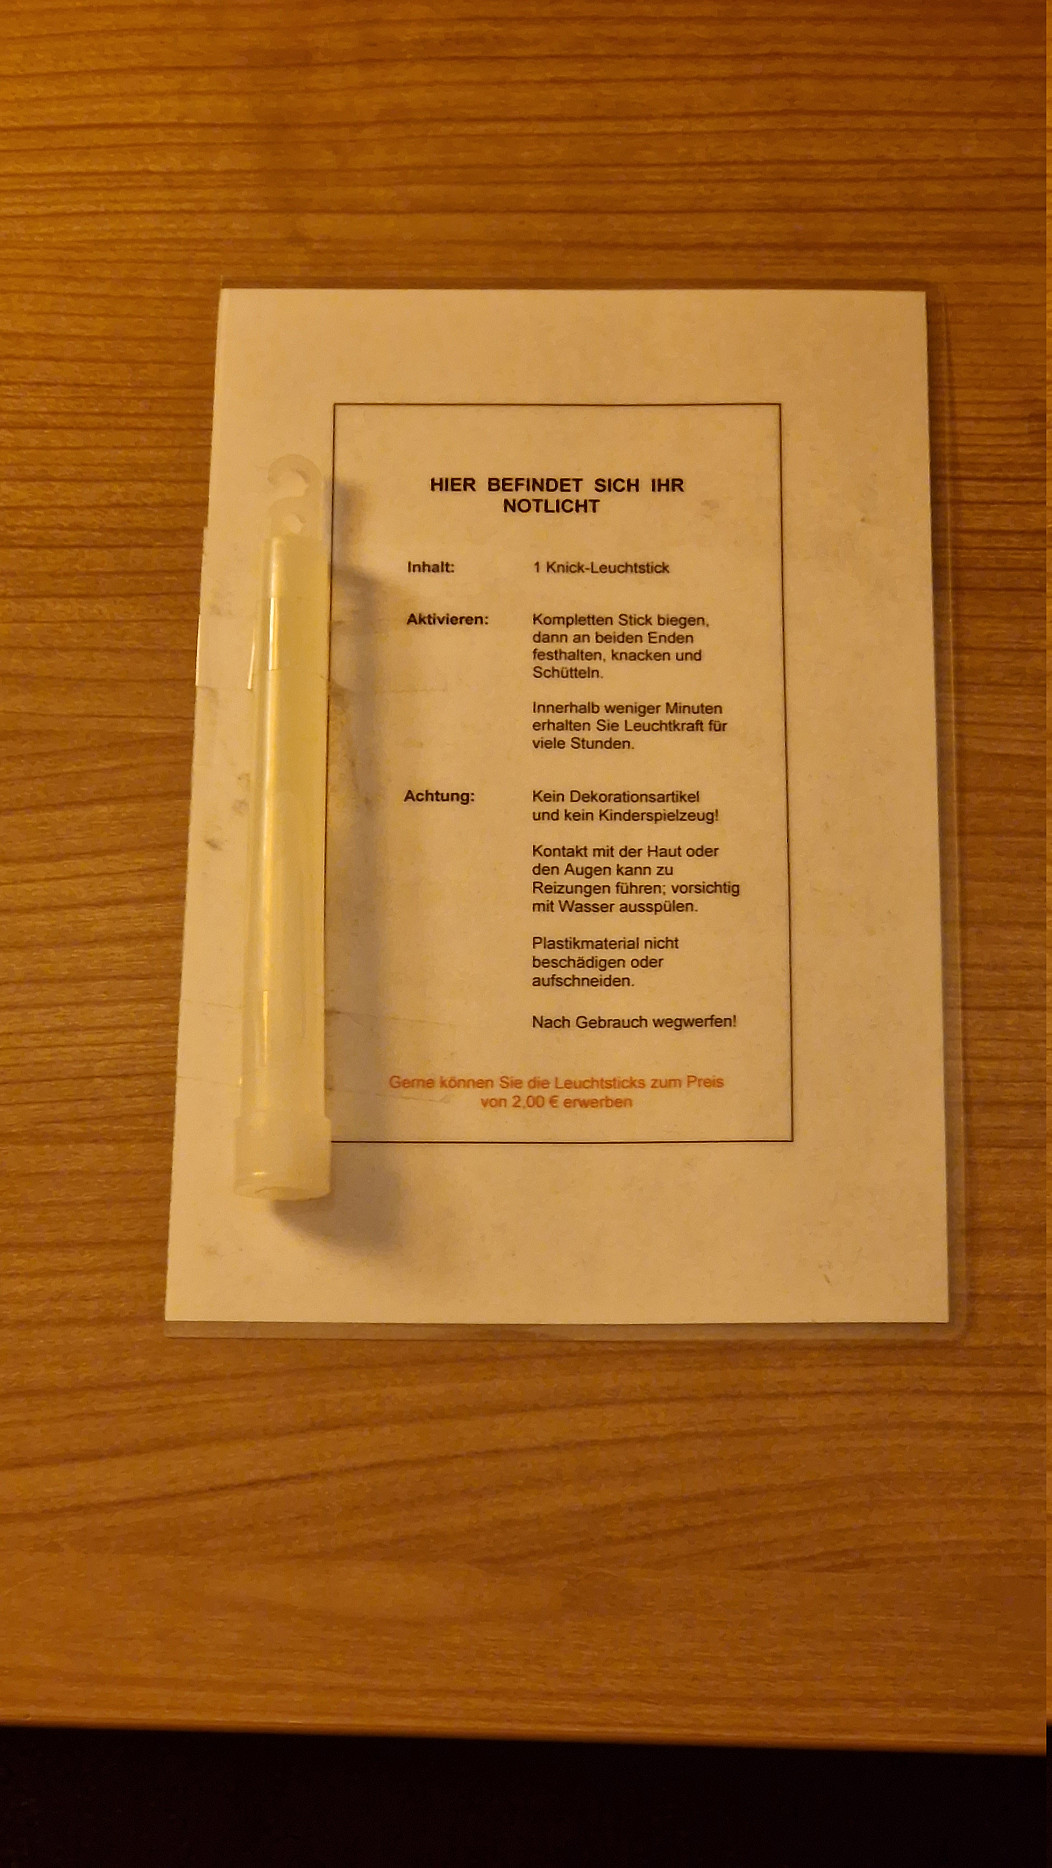 HIER BEFINDET SICH IHR
NOTLICHT
Inhalt: 1 Knick-Leuchtstick
Aktivieren: Kompletten Stick biegen,
dann an beiden Enden
festhalten, knacken und
Schütteln.
Innerhalb weniger Minuten
erhalten Sie Leuchtkraft für
viele Stunden.
Achtung: Kein Dekorationsartikel
und kein Kinderspielzeug!
Kontakt mit der Haut oder
den Augen kann zu
Reizungen führen; vorsichtig
mit Wasser ausspülen.
Plastikmaterial nicht
beschädigen oder
aufschneiden.
Nach Gebrauch wegwerfen!
Gerne können Sie die Leuchtsticks zum Preis
von 2,00 € erwerben